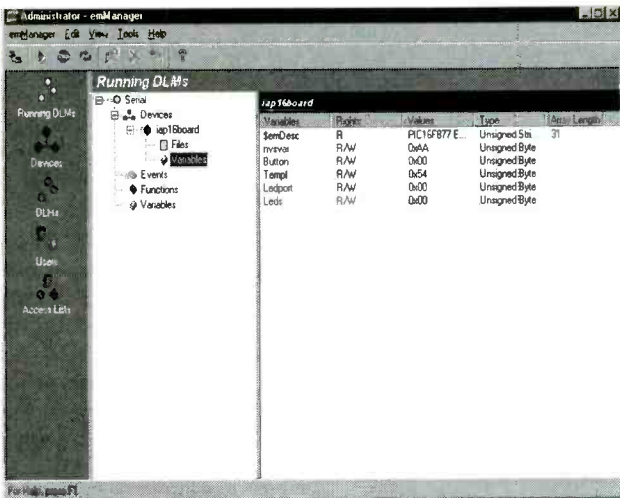 Administrator - emManager
emManager Edit View Tools Help
Running DLMs
Running DLMs
Devices
DLMs
Users
Access Lists
Serial
Devices
iap16board
Files
Variables
Events
Functions
Variables
iap16board
Variables Rights Values Type Array Length
$emDesc R PIC16F877 E... Unsigned Stri 31
nvsvar R/W 0xAA Unsigned Byte
Button R/W 0x00 Unsigned Byte
Templ R/W 0x54 Unsigned Byte
Ledport R/W 0x00 Unsigned Byte
Leds R/W 0x00 Unsigned Byte
For Help, press F1